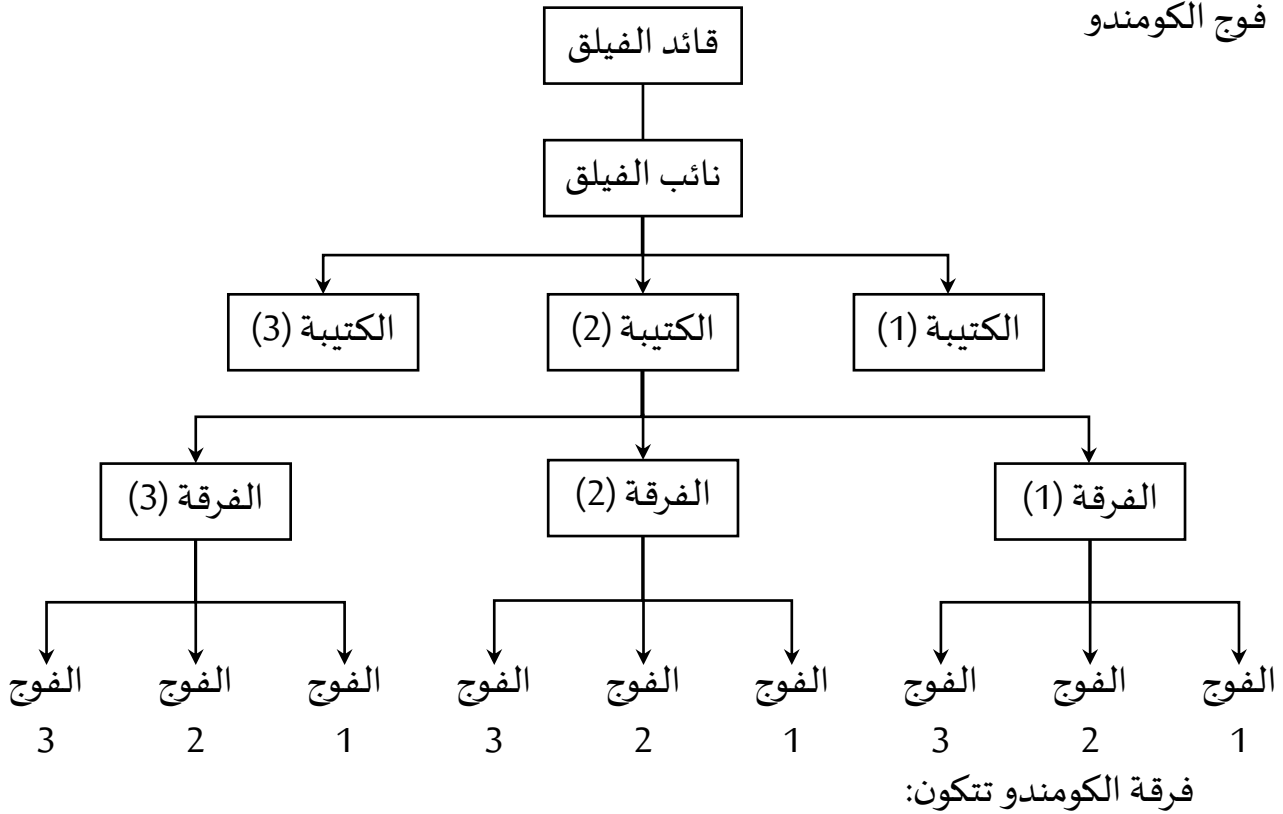 فوج الكومندو
قائد الفيلق
نائب الفيلق
الكتيبة (1) الكتيبة (2) الكتيبة (3)
الفرقة (1) الفرقة (2) الفرقة (3)
الفوج الفوج الفوج الفوج الفوج الفوج الفوج الفوج الفوج
1 2 3 1 2 3 1 2 3
فرقة الكومندو تتكون: